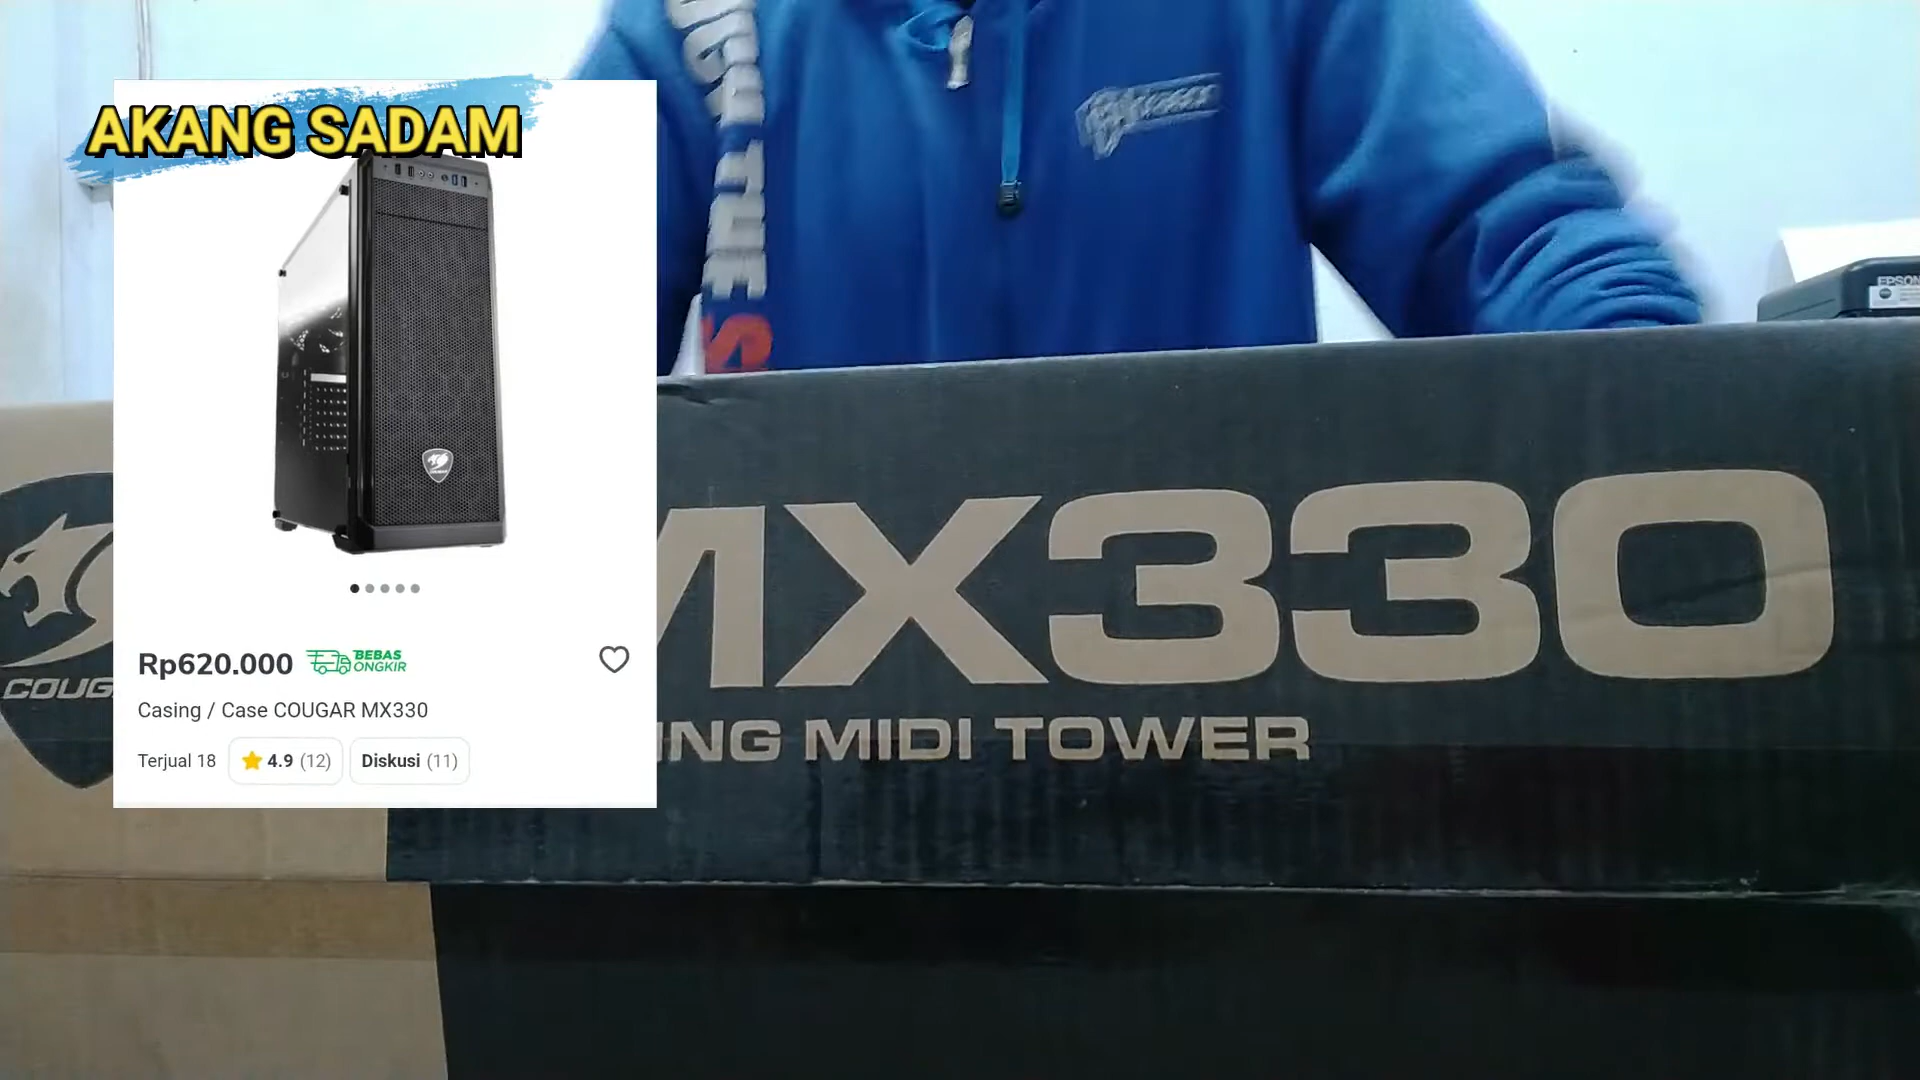 AKANG SADAM
Rp620.000
BEBAS
ONGKIR
Casing / Case COUGAR MX330
Terjual 18
4.9 (12)
Diskusi (11)
MX330
ING MIDI TOWER
COUG
EPSON